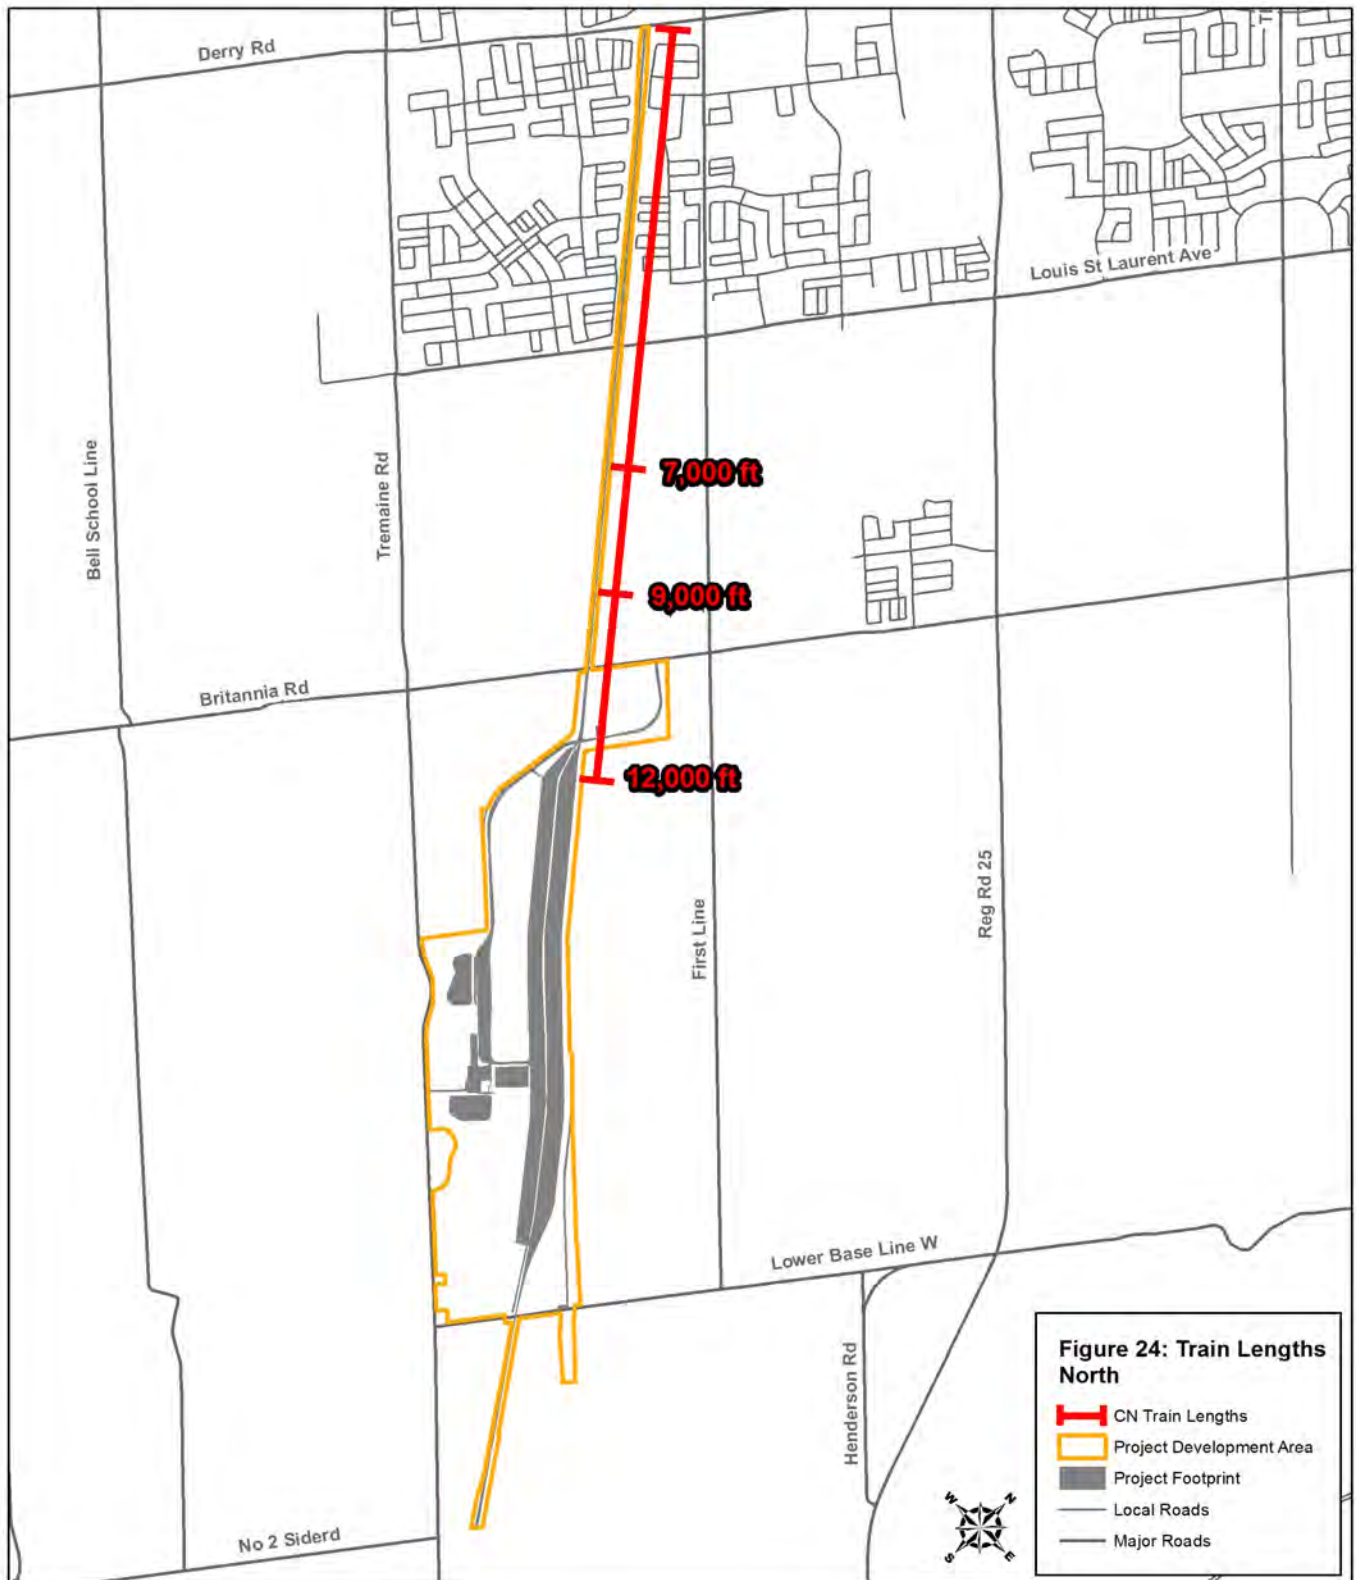 Derry Rd
Louis St Laurent Ave
Bell School Line
Tremaine Rd
7,000 ft
9,000 ft
Britannia Rd
12,000 ft
First Line
Reg Rd 25
Lower Base Line W
Henderson Rd
No 2 Siderd
Figure 24: Train Lengths
North
CN Train Lengths
Project Development Area
Project Footprint
Local Roads
Major Roads
W
N
S
E